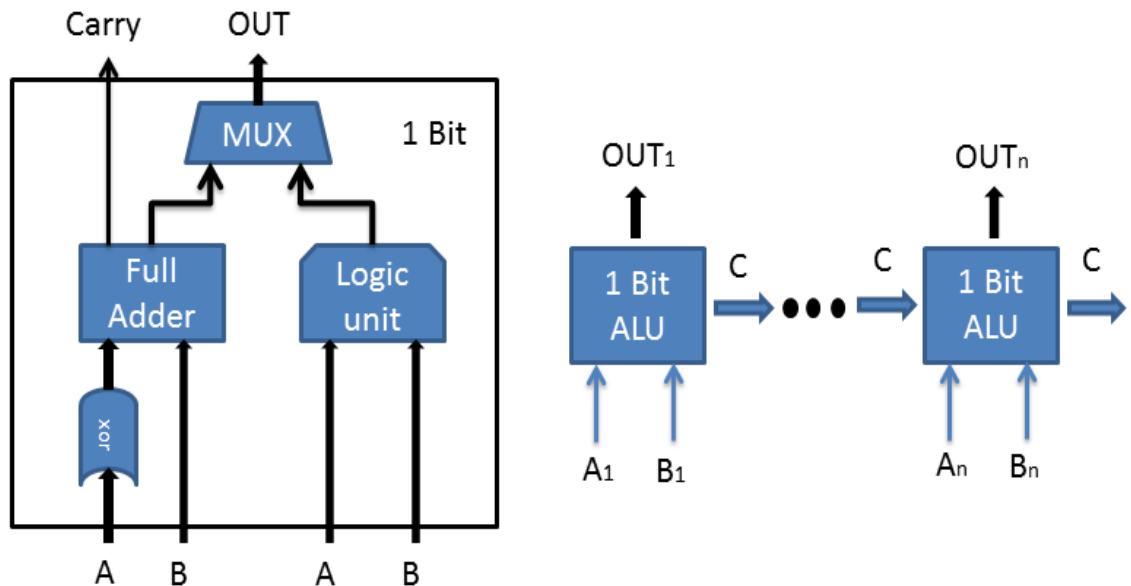 Carry OUT
MUX
1 Bit
Full
Adder
Logic
unit
xor
A B A B
OUT₁ OUTₙ
1 Bit
ALU
C
C
1 Bit
ALU
C
A₁ B₁ Aₙ Bₙ